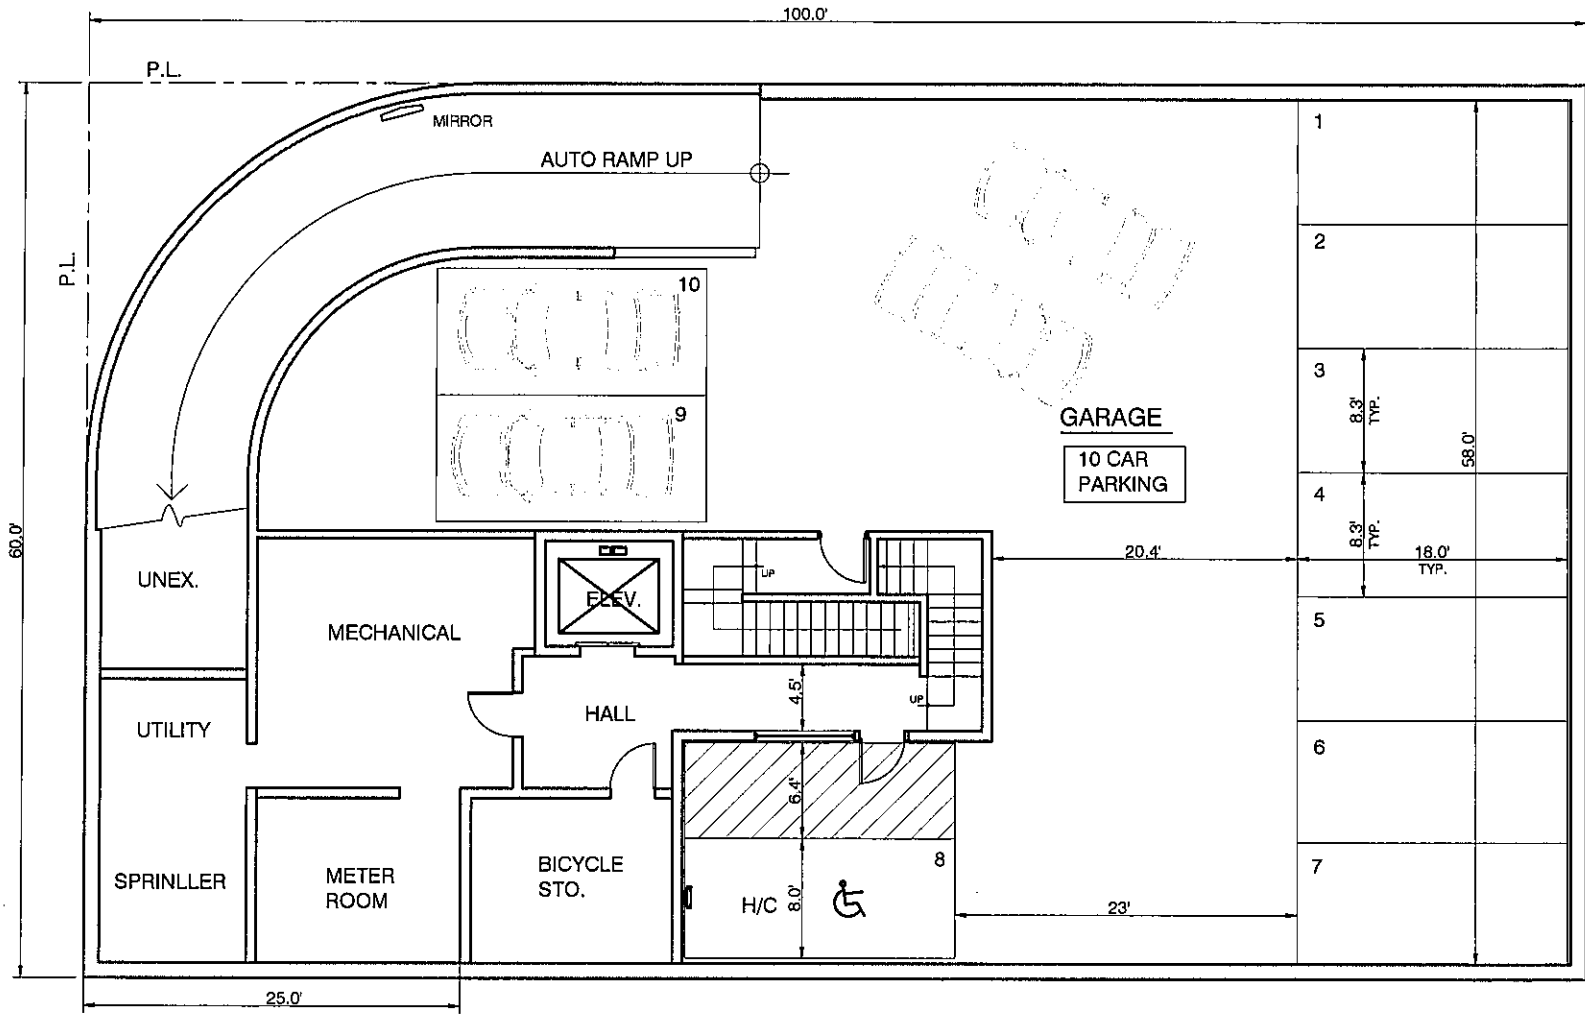 100.0'
P.L.
MIRROR
1
AUTO RAMP UP
2
P.L.
10
3
8.3'
TYP.
9
GARAGE
10 CAR
PARKING
58.0'
4
8.3'
TYP.
60.0'
20.4'
18.0'
TYP.
UNEX.
UP
ELEV.
5
MECHANICAL
4.5'
UP
HALL
UTILITY
6
6.4'
8
BICYCLE
STO.
7
SPRINLLER
METER
ROOM
H/C
8.0'
23'
25.0'